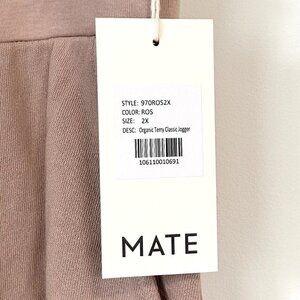 STYLE: 970ROS2X
COLOR: ROS
SIZE: 2X
DESC: Organic Terry Classic Jogger
106110010691
MATE